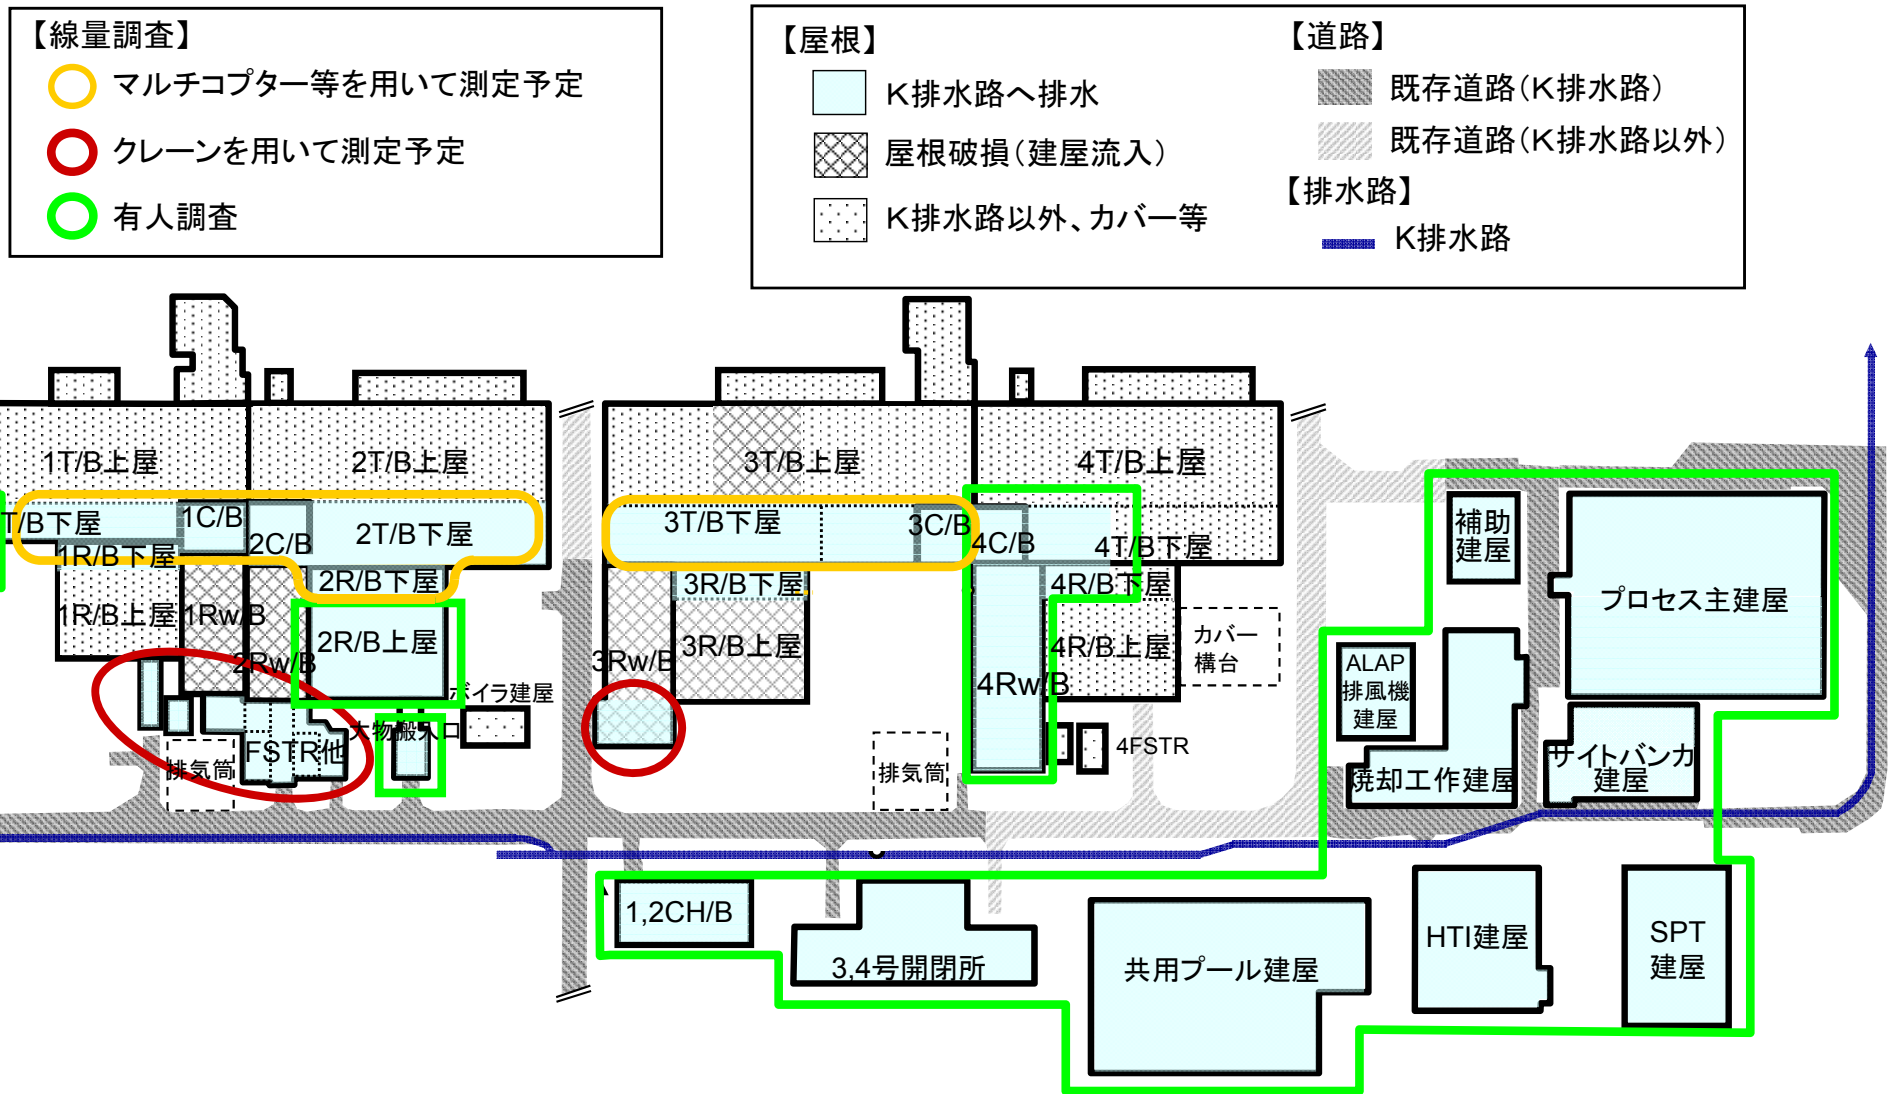 【線量調査】
マルチコプター等を用いて測定予定
クレーンを用いて測定予定
有人調査
【屋根】
K排水路へ排水
屋根破損(建屋流入)
K排水路以外、カバー等
【道路】
既存道路(K排水路)
既存道路(K排水路以外)
【排水路】
K排水路
1T/B上屋
2T/B上屋
3T/B上屋
4T/B上屋
T/B下屋
1C/B
2C/B
2T/B下屋
3T/B下屋
3C/B
4C/B
4T/B下屋
1R/B下屋
2R/B下屋
3R/B下屋
4R/B下屋
1R/B上屋
1Rw/B
2Rw/B
2R/B上屋
3Rw/B
3R/B上屋
4Rw/B
4R/B上屋
カバー
構台
ボイラ建屋
大物搬入口
FSTR他
排気筒
排気筒
4FSTR
補助
建屋
プロセス主建屋
ALAP
排風機
建屋
焼却工作建屋
サイトバンカ
建屋
1,2CH/B
3,4号開閉所
共用プール建屋
HTI建屋
SPT
建屋